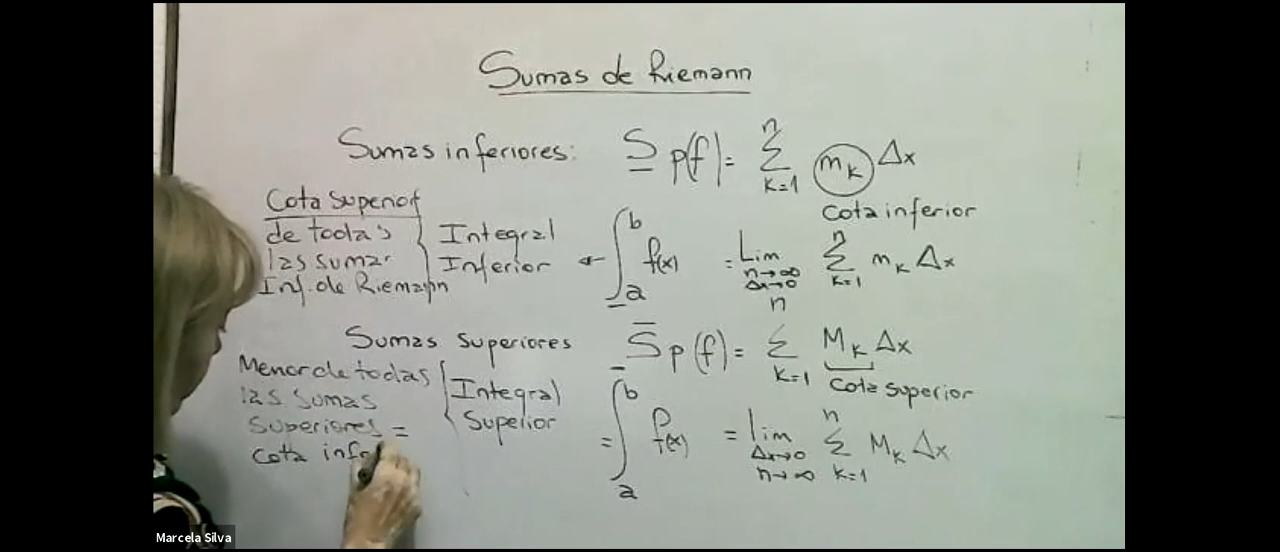 Sumas de Riemann
Sumas inferiores: S p(f) = Σ mk Δx
n
K=1
Cota inferior
Cota Superior
de todas
las sumas
Inf. de Riemann
Integral
Inferior
∫ f(x) = Lim Σ mk Δx
b
a
n→∞
Δx→0
n
K=1
Sumas Superiores S̄ p(f) = Σ Mk Δx
n
K=1
Cota superior
Menor de todas
las sumas
Superiores =
Cota infe
Integral
Superior
= ∫ f(x) = lim Σ Mk Δx
b
a
Δx→0
n→∞
n
K=1
Marcela Silva